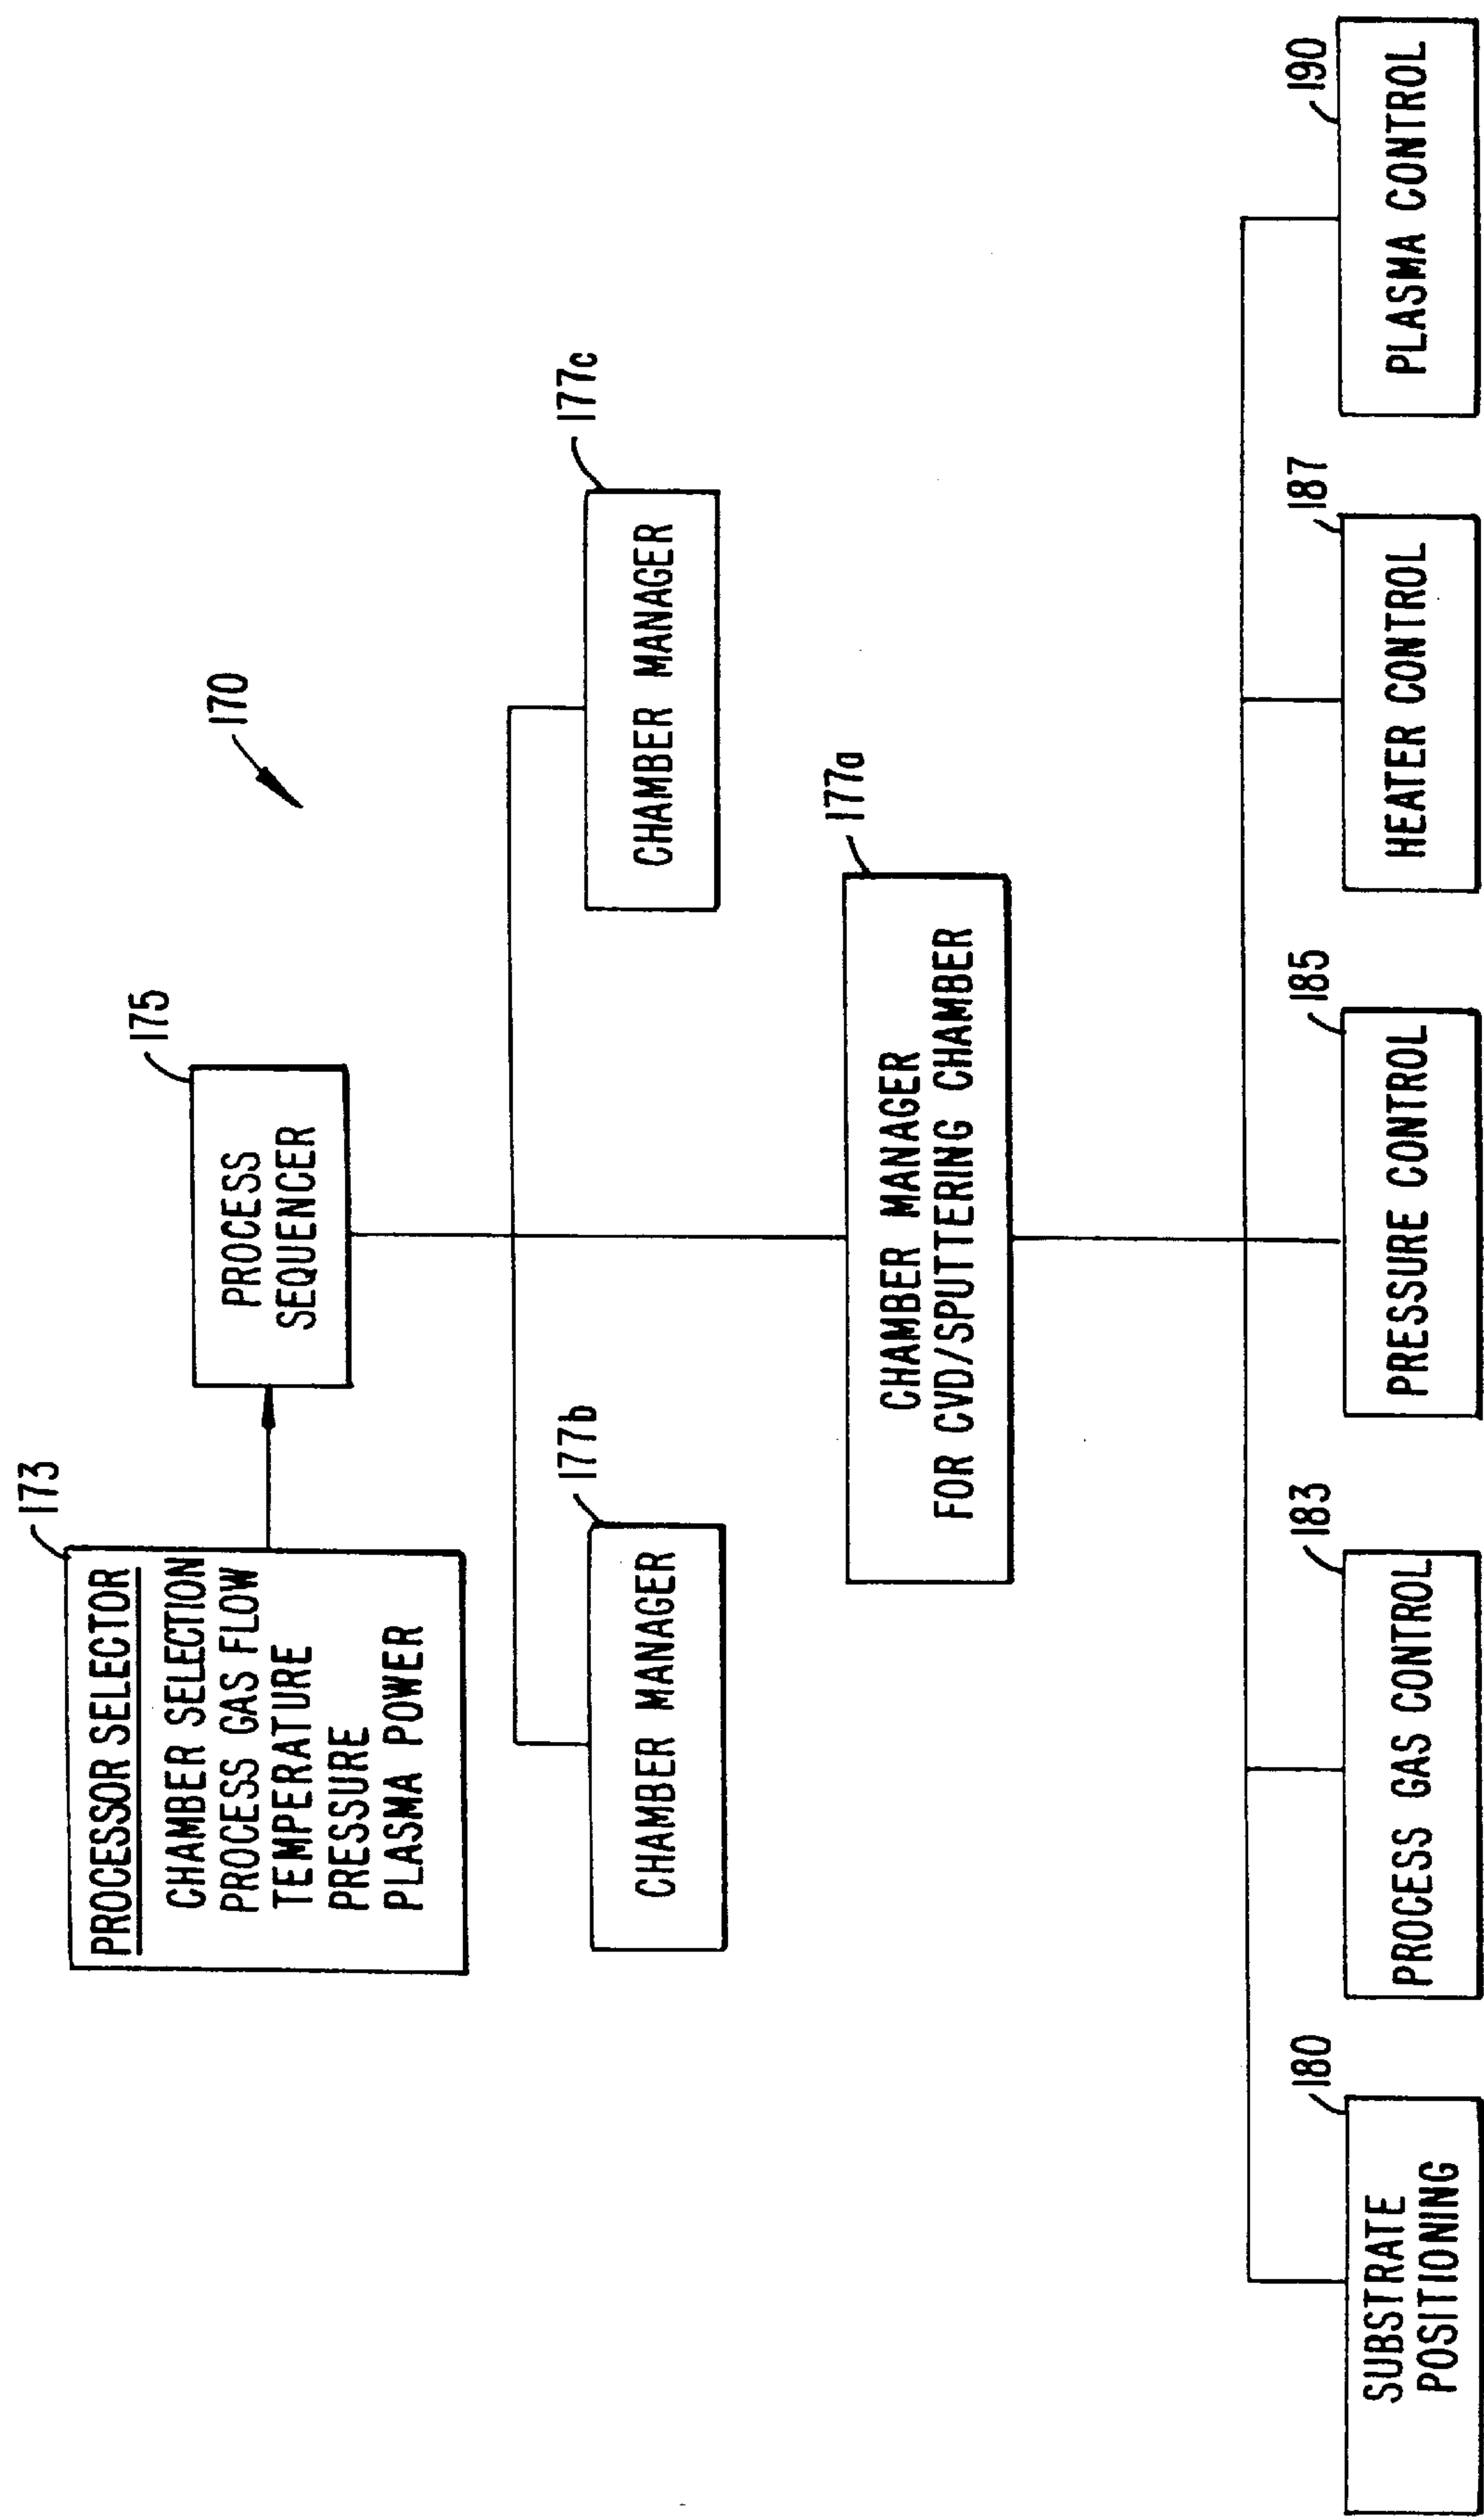 170
173
PROCESSOR SELECTOR
CHAMBER SELECTION
PROCESS GAS FLOW
TEMPERATURE
PRESSURE
PLASMA POWER
175
PROCESS
SEQUENCER
177b
CHAMBER MANAGER
177c
CHAMBER MANAGER
177a
CHAMBER MANAGER
FOR CVD/SPUTTERING CHAMBER
180
SUBSTRATE
POSITIONING
183
PROCESS GAS CONTROL
185
PRESSURE CONTROL
187
HEATER CONTROL
190
PLASMA CONTROL